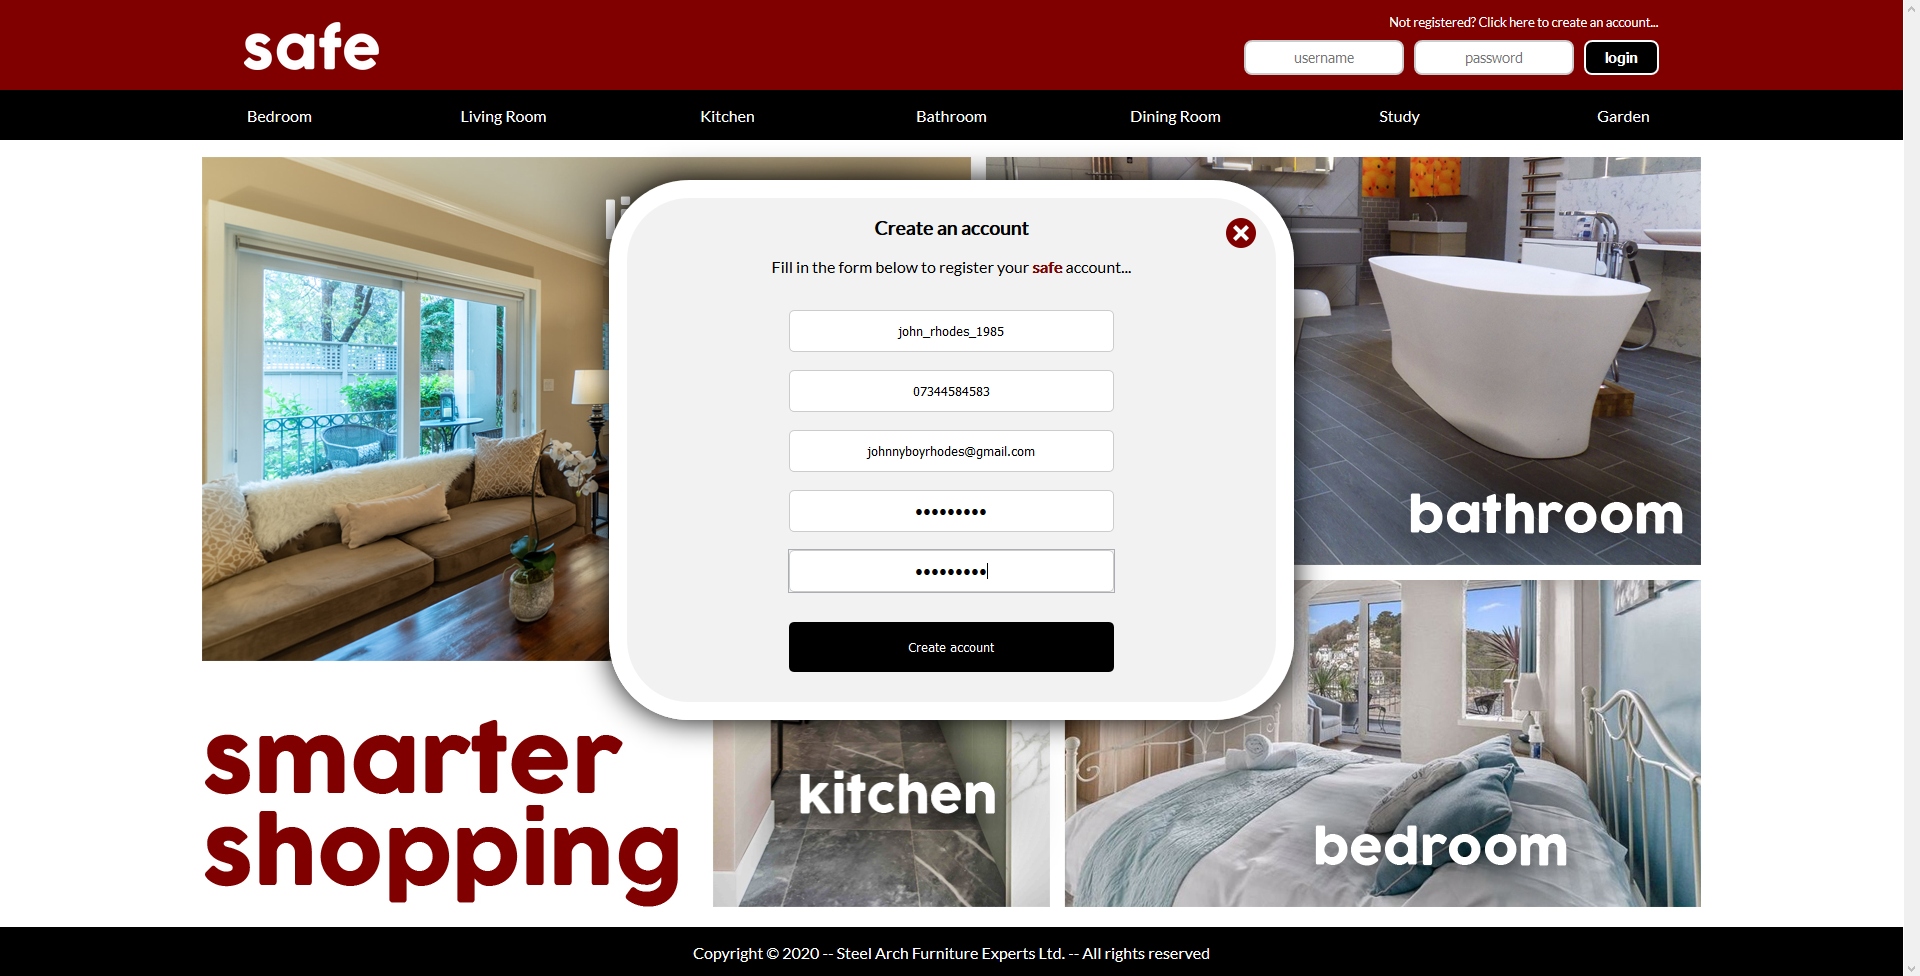 safe
Not registered? Click here to create an account...
username
password
login
Bedroom
Living Room
Kitchen
Bathroom
Dining Room
Study
Garden
Create an account
Fill in the form below to register your safe account...
john_rhodes_1985
07344584583
johnnyboyrhodes@gmail.com
•••••••••
•••••••••
Create account
bathroom
smarter
shopping
kitchen
bedroom
Copyright © 2020 -- Steel Arch Furniture Experts Ltd. -- All rights reserved